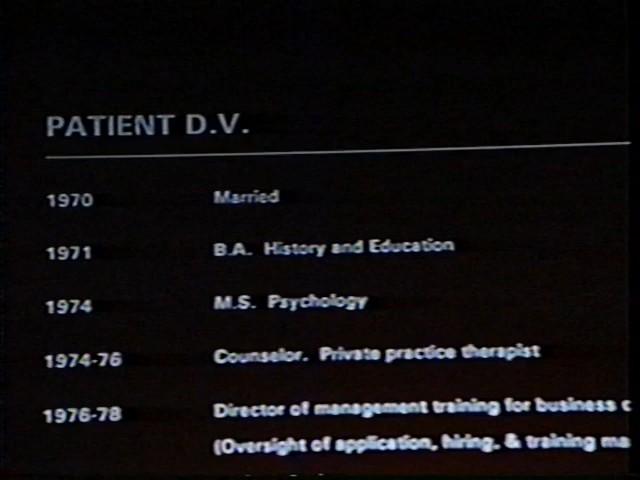 PATIENT D.V.
1970 Married
1971 B.A. History and Education
1974 M.S. Psychology
1974-76 Counselor. Private practice therapist
1976-78 Director of management training for business
(Oversight of application, hiring, & training